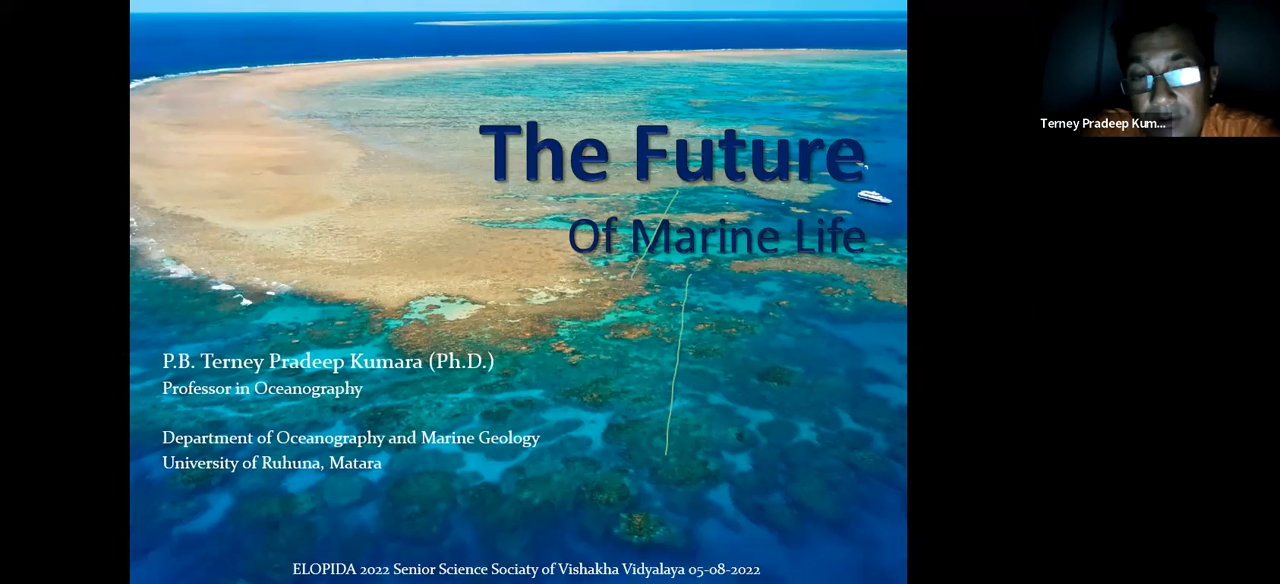 The Future
Of Marine Life
Terney Pradeep Kum...
P.B. Terney Pradeep Kumara (Ph.D.)
Professor in Oceanography
Department of Oceanography and Marine Geology
University of Ruhuna, Matara
ELOPIDA 2022 Senior Science Sociaty of Vishakha Vidyalaya 05-08-2022